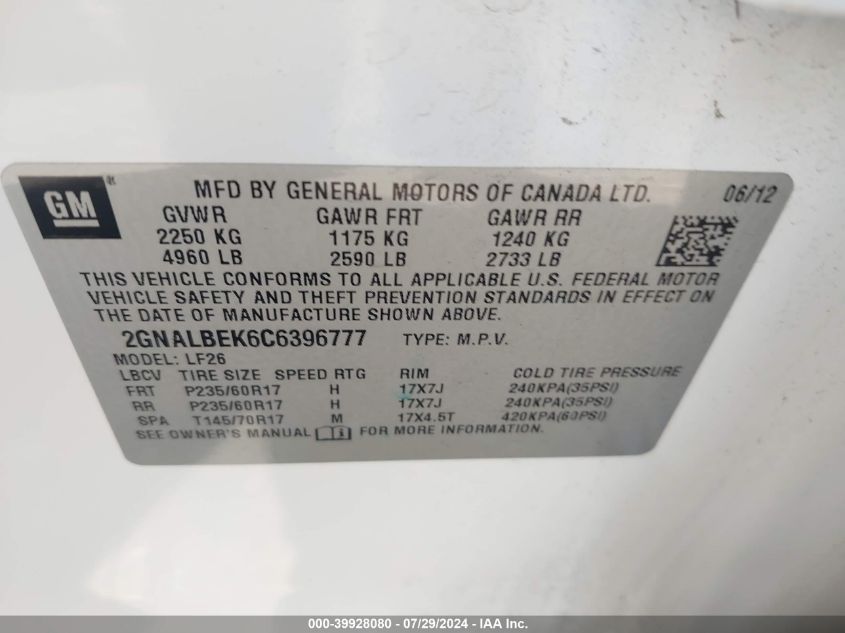 GM® MFD BY GENERAL MOTORS OF CANADA LTD. 06/12
GVWR GAWR FRT GAWR RR
2250 KG 1175 KG 1240 KG
4960 LB 2590 LB 2733 LB
THIS VEHICLE CONFORMS TO ALL APPLICABLE U.S. FEDERAL MOTOR
VEHICLE SAFETY AND THEFT PREVENTION STANDARDS IN EFFECT ON
THE DATE OF MANUFACTURE SHOWN ABOVE.
2GNALBEK6C6396777 TYPE: M.P.V.
MODEL: LF26
LBCV TIRE SIZE SPEED RTG RIM COLD TIRE PRESSURE
FRT P235/60R17 H 17X7J 240KPA(35PSI)
RR P235/60R17 H 17X7J 240KPA(35PSI)
SPA T145/70R17 M 17X4.5T 420KPA(60PSI)
SEE OWNER'S MANUAL FOR MORE INFORMATION.
000-39928080 / 07/29/2024 - IAA Inc.